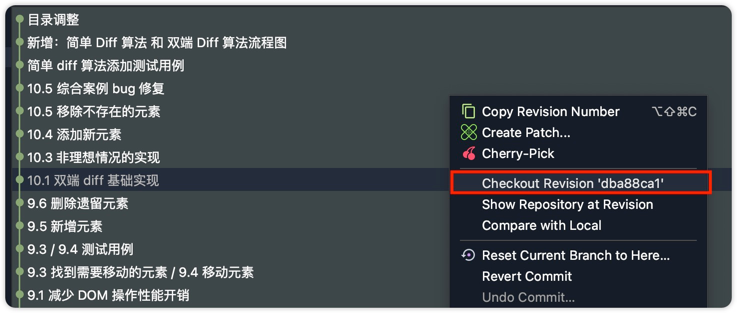 目录调整
新增：简单 Diff 算法 和 双端 Diff 算法流程图
简单 diff 算法添加测试用例
10.5 综合案例 bug 修复
10.5 移除不存在的元素
10.4 添加新元素
10.3 非理想情况的实现
10.1 双端 diff 基础实现
9.6 删除遗留元素
9.5 新增元素
9.3 / 9.4 测试用例
9.3 找到需要移动的元素 / 9.4 移动元素
9.1 减少 DOM 操作性能开销
Copy Revision Number ⌥⇧⌘C
Create Patch...
Cherry-Pick
Checkout Revision 'dba88ca1'
Show Repository at Revision
Compare with Local
Reset Current Branch to Here...
Revert Commit
Undo Commit...